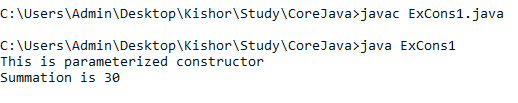 C:\Users\Admin\Desktop\Kishor\Study\CoreJava>javac ExCons1.java
C:\Users\Admin\Desktop\Kishor\Study\CoreJava>java ExCons1
This is parameterized constructor
Summation is 30